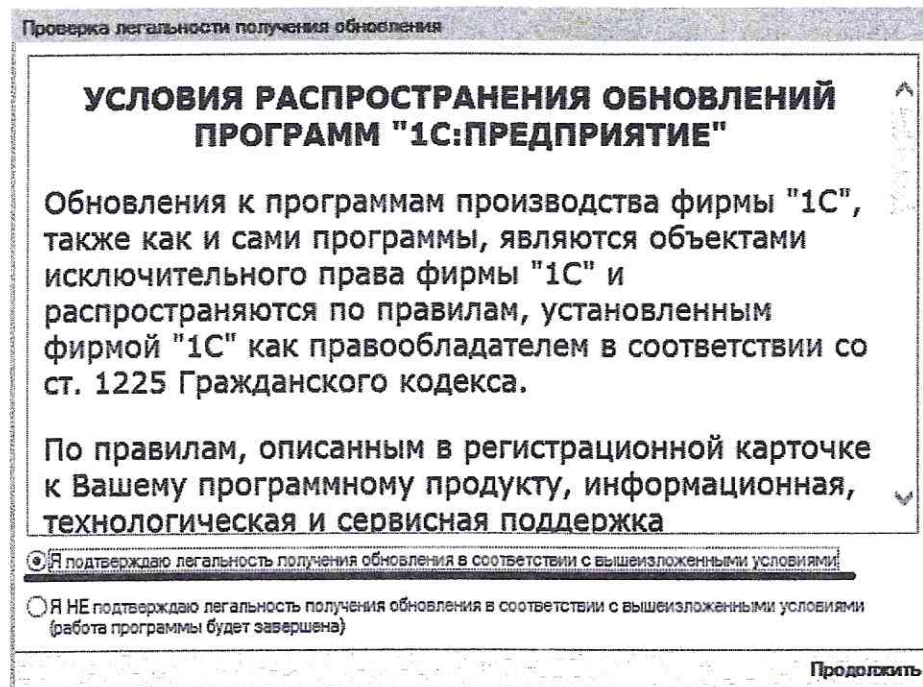 Проверка легальности получения обновления
УСЛОВИЯ РАСПРОСТРАНЕНИЯ ОБНОВЛЕНИЙ
ПРОГРАММ "1С:ПРЕДПРИЯТИЕ"
Обновления к программам производства фирмы "1С",
также как и сами программы, являются объектами
исключительного права фирмы "1С" и
распространяются по правилам, установленным
фирмой "1С" как правообладателем в соответствии со
ст. 1225 Гражданского кодекса.
По правилам, описанным в регистрационной карточке
к Вашему программному продукту, информационная,
технологическая и сервисная поддержка
Я подтверждаю легальность получения обновления в соответствии с вышеизложенными условиями
Я НЕ подтверждаю легальность получения обновления в соответствии с вышеизложенными условиями
(работа программы будет завершена)
Продолжить